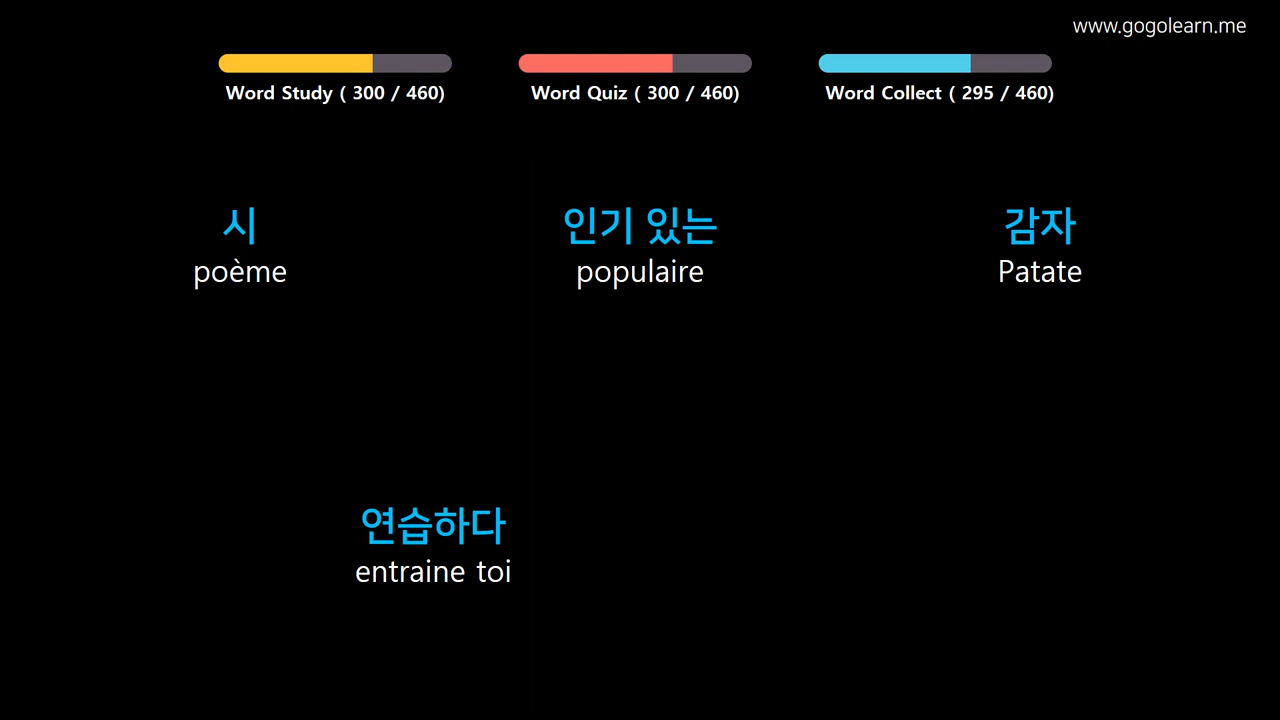 www.gogolearn.me
Word Study ( 300 / 460)
Word Quiz ( 300 / 460)
Word Collect ( 295 / 460)
시
poème
인기 있는
populaire
감자
Patate
연습하다
entraine toi